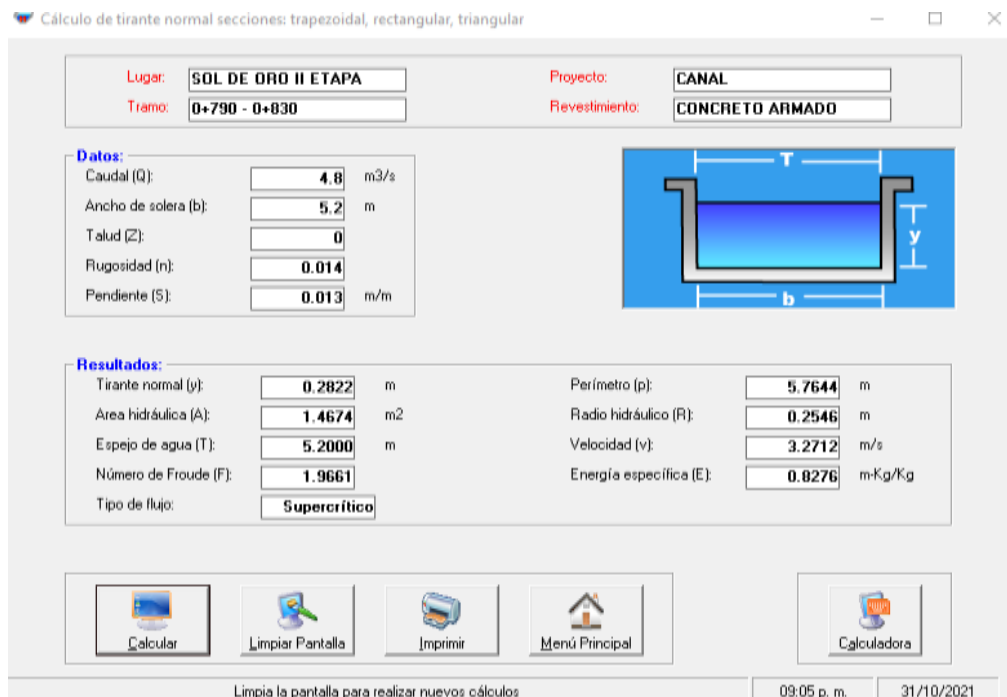 Cálculo de tirante normal secciones: trapezoidal, rectangular, triangular
Lugar: SOL DE ORO II ETAPA Proyecto: CANAL
Tramo: 0+790 - 0+830 Revestimiento: CONCRETO ARMADO
Datos:
Caudal (Q): 4.8 m3/s
Ancho de solera (b): 5.2 m
Talud (Z): 0
Rugosidad (n): 0.014
Pendiente (S): 0.013 m/m
T
y
b
Resultados:
Tirante normal (y): 0.2822 m Perímetro (p): 5.7644 m
Area hidráulica (A): 1.4674 m2 Radio hidráulico (R): 0.2546 m
Espejo de agua (T): 5.2000 m Velocidad (v): 3.2712 m/s
Número de Froude (F): 1.9661 Energía específica (E): 0.8276 m-Kg/Kg
Tipo de flujo: Supercrítico
Calcular Limpiar Pantalla Imprimir Menú Principal Calculadora
Limpia la pantalla para realizar nuevos cálculos 09:05 p. m. 31/10/2021